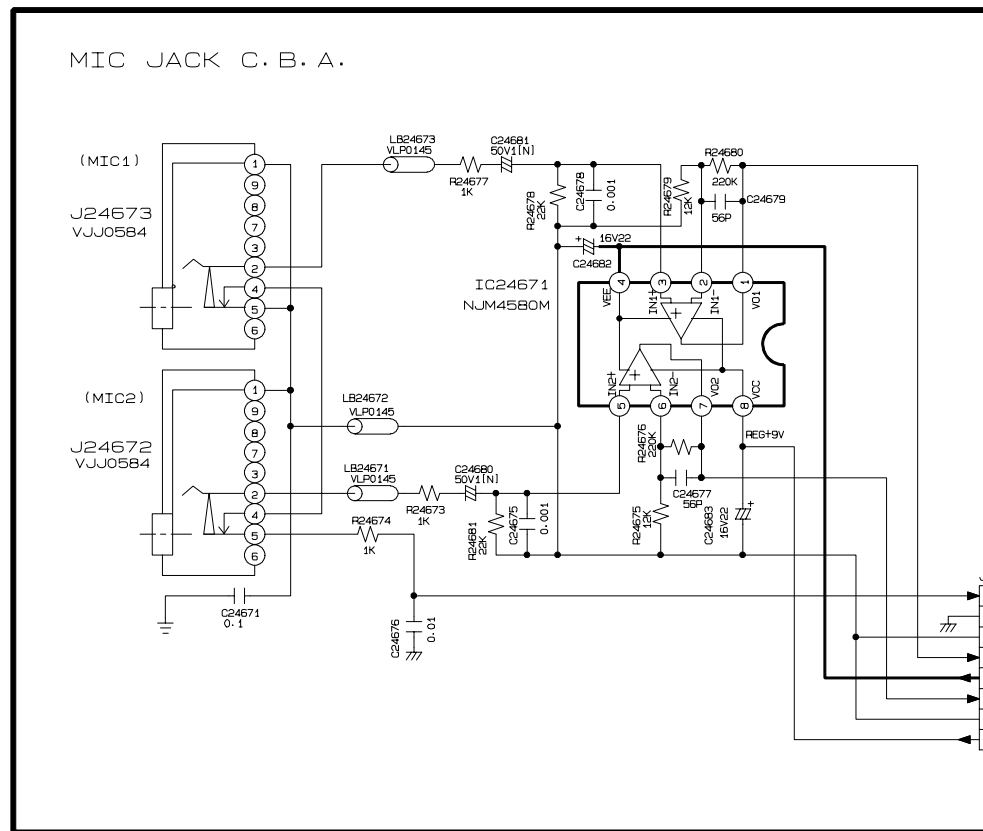 MIC JACK C.B.A.
(MIC1)
J24673
VJJ0584
1
9
8
7
3
2
4
5
6
LB24673
VLP0145
R24677
1K
C24681
50V1[N]
R24678
22K
C24678
0.001
R24679
12K
R24680
220K
56P
C24679
+
16V22
C24682
IC24671
NJM4580M
4
3
2
1
VEE
IN1+
IN1-
VO1
+
+
IN2+
IN2-
VO2
VCC
5
6
7
8
(MIC2)
J24672
VJJ0584
1
9
8
7
3
2
4
5
6
LB24672
VLP0145
LB24671
VLP0145
R24673
1K
C24680
50V1[N]
R24681
22K
C24675
0.001
R24674
1K
R24676
220K
C24677
56P
R24675
12K
REG+9V
C24683
16V22
+
C24671
0.1
C24676
0.01